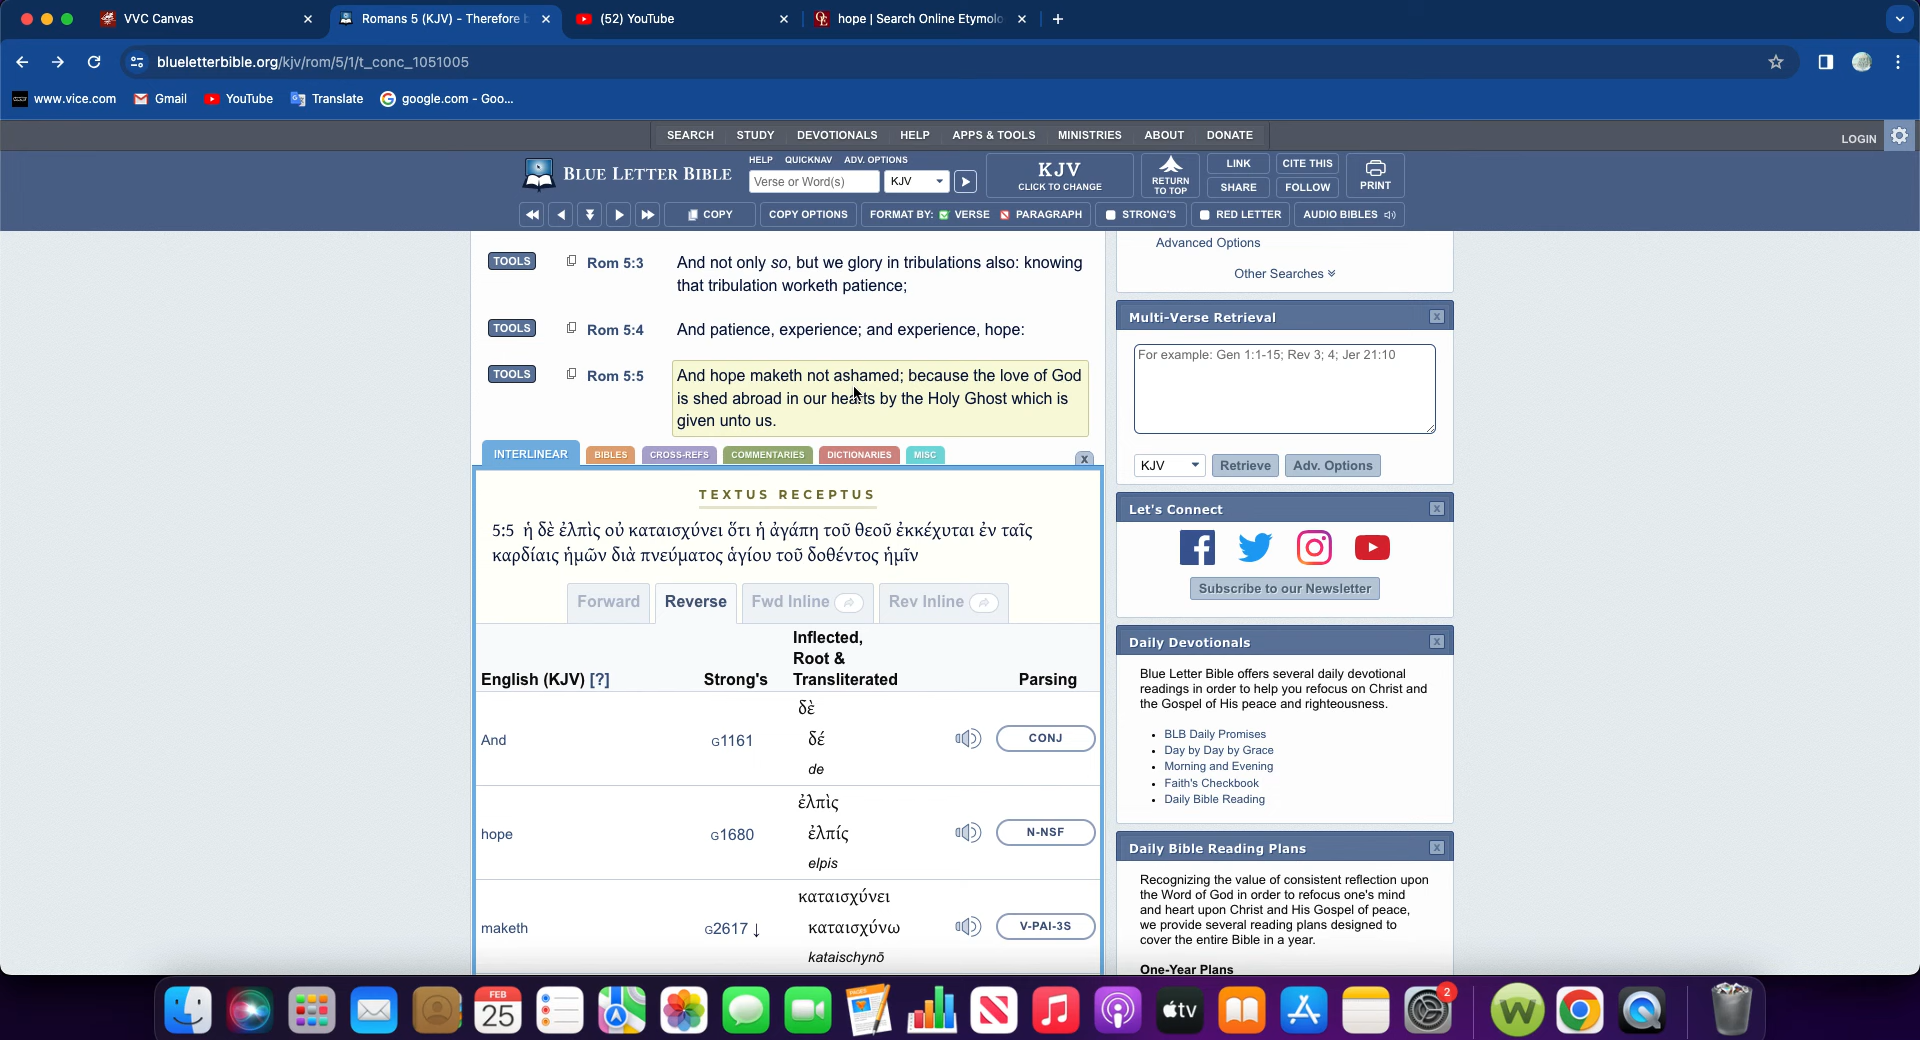 VVC Canvas
Romans 5 (KJV) - Therefore b
(52) YouTube
hope | Search Online Etymolo
blueletterbible.org/kjv/rom/5/1/t_conc_1051005
www.vice.com
Gmail
YouTube
Translate
google.com - Goo...
SEARCH STUDY DEVOTIONALS HELP APPS & TOOLS MINISTRIES ABOUT DONATE
LOGIN
BLUE LETTER BIBLE
HELP QUICKNAV ADV. OPTIONS
Verse or Word(s)
KJV
KJV
CLICK TO CHANGE
RETURN
TO TOP
LINK
CITE THIS
SHARE
FOLLOW
PRINT
COPY
COPY OPTIONS
FORMAT BY: VERSE PARAGRAPH
STRONG'S
RED LETTER
AUDIO BIBLES
TOOLS Rom 5:3 And not only so, but we glory in tribulations also: knowing
that tribulation worketh patience;
TOOLS Rom 5:4 And patience, experience; and experience, hope:
TOOLS Rom 5:5 And hope maketh not ashamed; because the love of God
is shed abroad in our hearts by the Holy Ghost which is
given unto us.
INTERLINEAR BIBLES CROSS-REFS COMMENTARIES DICTIONARIES MISC
x
TEXTUS RECEPTUS
5:5 ἡ δὲ ἐλπὶς οὐ καταισχύνει ὅτι ἡ ἀγάπη τοῦ θεοῦ ἐκκέχυται ἐν ταῖς
καρδίαις ἡμῶν διὰ πνεύματος ἁγίου τοῦ δοθέντος ἡμῖν
Forward Reverse Fwd Inline Rev Inline
English (KJV) [?]
Strong's
Inflected,
Root &
Transliterated
Parsing
And
G1161
δὲ
δέ
de
CONJ
hope
G1680
ἐλπὶς
ἐλπίς
elpis
N-NSF
maketh
G2617 ↓
καταισχύνει
καταισχύνω
kataischynō
V-PAI-3S
Advanced Options
Other Searches
Multi-Verse Retrieval
x
For example: Gen 1:1-15; Rev 3; 4; Jer 21:10
KJV
Retrieve
Adv. Options
Let's Connect
x
Subscribe to our Newsletter
Daily Devotionals
x
Blue Letter Bible offers several daily devotional
readings in order to help you refocus on Christ and
the Gospel of His peace and righteousness.
BLB Daily Promises
Day by Day by Grace
Morning and Evening
Faith's Checkbook
Daily Bible Reading
Daily Bible Reading Plans
x
Recognizing the value of consistent reflection upon
the Word of God in order to refocus one's mind
and heart upon Christ and His Gospel of peace,
we provide several reading plans designed to
cover the entire Bible in a year.
One-Year Plans
FEB
25
tv
2